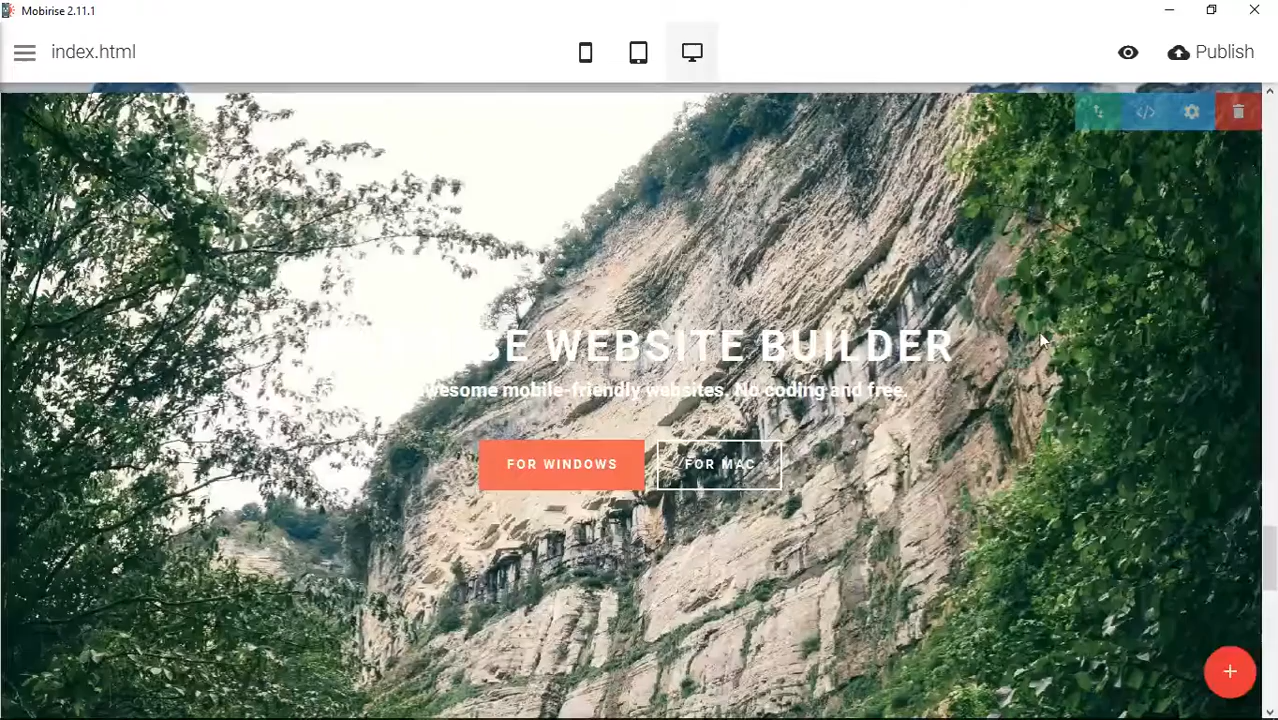 Mobirise 2.11.1
index.html
Publish
WEBSITE BUILDER
mobile-friendly websites. No coding and free.
FOR WINDOWS
FOR MAC